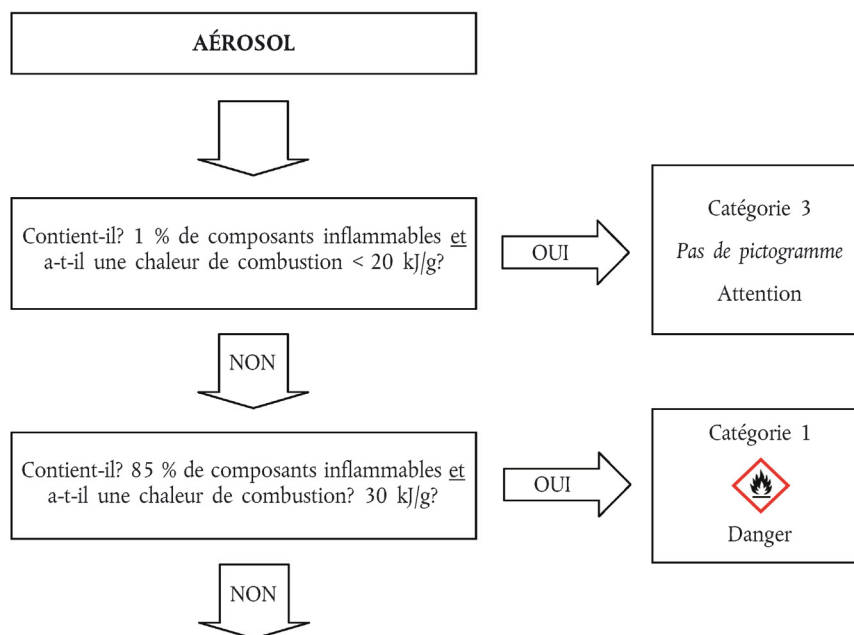 AÉROSOL
Contient-il? 1 % de composants inflammables et
a-t-il une chaleur de combustion < 20 kJ/g?
OUI
Catégorie 3
Pas de pictogramme
Attention
NON
Contient-il? 85 % de composants inflammables et
a-t-il une chaleur de combustion? 30 kJ/g?
OUI
Catégorie 1
Danger
NON